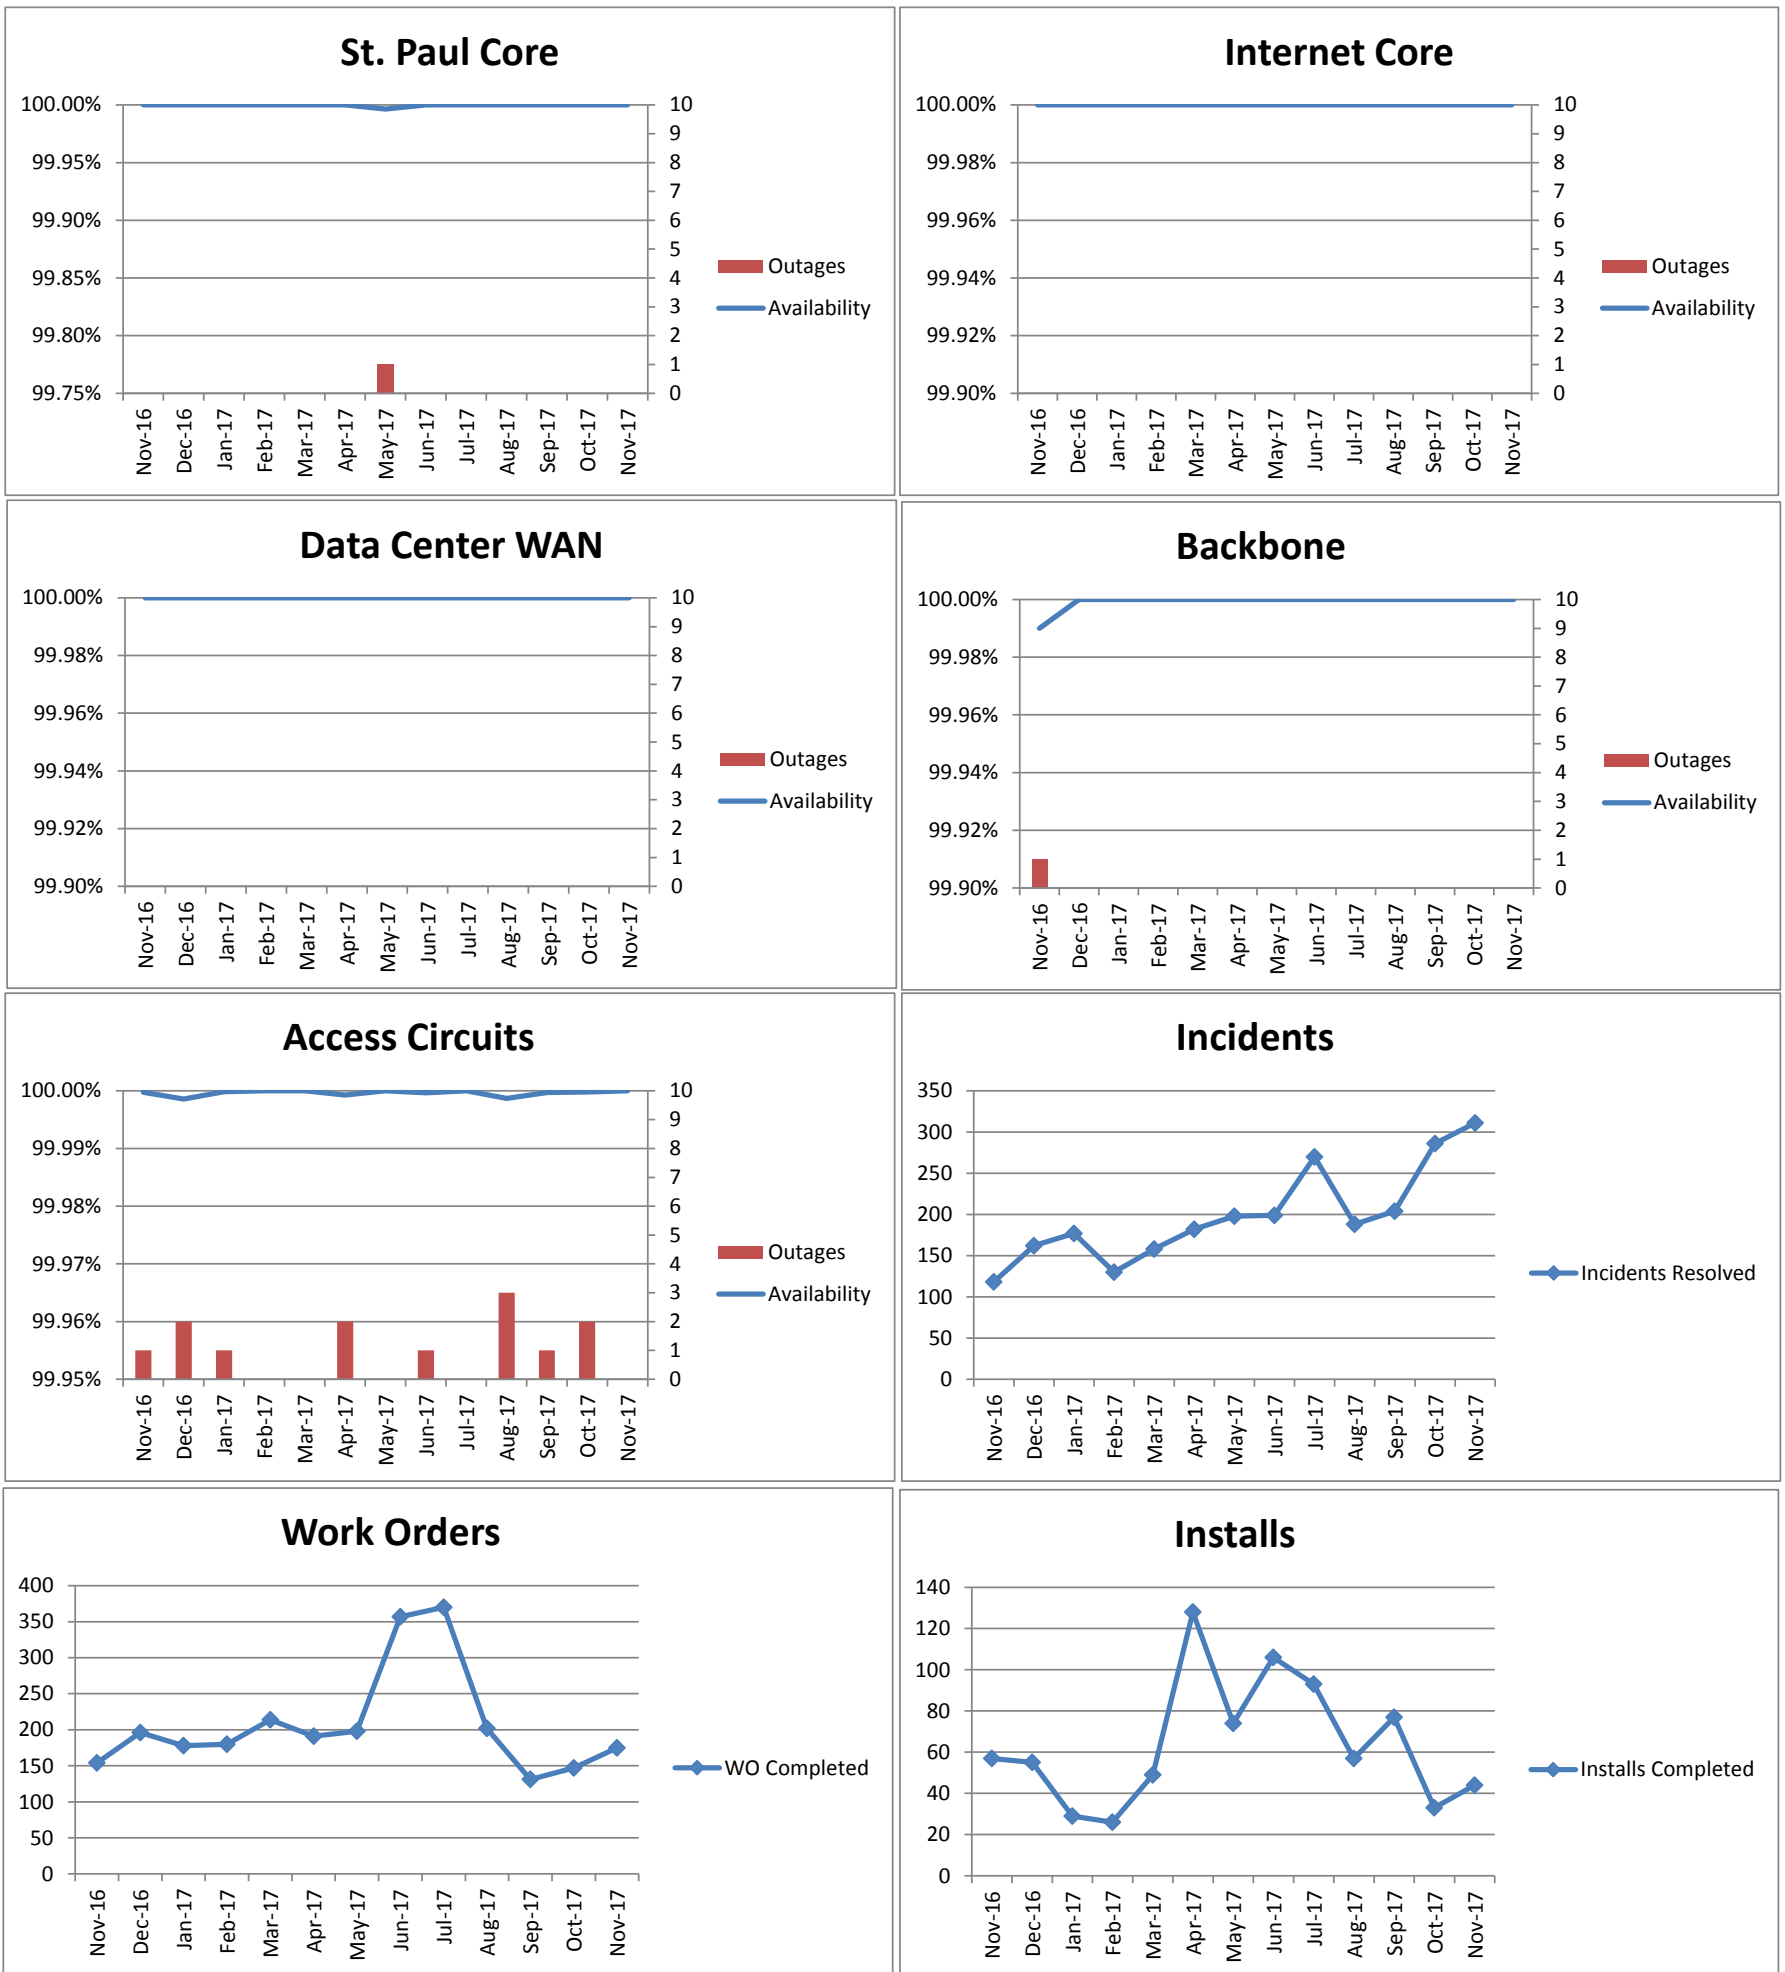 St. Paul Core
100.00%
99.95%
99.90%
99.85%
99.80%
99.75%
10
9
8
7
6
5
4
3
2
1
0
Nov-16
Dec-16
Jan-17
Feb-17
Mar-17
Apr-17
May-17
Jun-17
Jul-17
Aug-17
Sep-17
Oct-17
Nov-17
Outages
Availability
Internet Core
100.00%
99.98%
99.96%
99.94%
99.92%
99.90%
10
9
8
7
6
5
4
3
2
1
0
Nov-16
Dec-16
Jan-17
Feb-17
Mar-17
Apr-17
May-17
Jun-17
Jul-17
Aug-17
Sep-17
Oct-17
Nov-17
Outages
Availability
Data Center WAN
100.00%
99.98%
99.96%
99.94%
99.92%
99.90%
10
9
8
7
6
5
4
3
2
1
0
Nov-16
Dec-16
Jan-17
Feb-17
Mar-17
Apr-17
May-17
Jun-17
Jul-17
Aug-17
Sep-17
Oct-17
Nov-17
Outages
Availability
Backbone
100.00%
99.98%
99.96%
99.94%
99.92%
99.90%
10
9
8
7
6
5
4
3
2
1
0
Nov-16
Dec-16
Jan-17
Feb-17
Mar-17
Apr-17
May-17
Jun-17
Jul-17
Aug-17
Sep-17
Oct-17
Nov-17
Outages
Availability
Access Circuits
100.00%
99.99%
99.98%
99.97%
99.96%
99.95%
10
9
8
7
6
5
4
3
2
1
0
Nov-16
Dec-16
Jan-17
Feb-17
Mar-17
Apr-17
May-17
Jun-17
Jul-17
Aug-17
Sep-17
Oct-17
Nov-17
Outages
Availability
Incidents
350
300
250
200
150
100
50
0
Nov-16
Dec-16
Jan-17
Feb-17
Mar-17
Apr-17
May-17
Jun-17
Jul-17
Aug-17
Sep-17
Oct-17
Nov-17
Incidents Resolved
Work Orders
400
350
300
250
200
150
100
50
0
Nov-16
Dec-16
Jan-17
Feb-17
Mar-17
Apr-17
May-17
Jun-17
Jul-17
Aug-17
Sep-17
Oct-17
Nov-17
WO Completed
Installs
140
120
100
80
60
40
20
0
Nov-16
Dec-16
Jan-17
Feb-17
Mar-17
Apr-17
May-17
Jun-17
Jul-17
Aug-17
Sep-17
Oct-17
Nov-17
Installs Completed